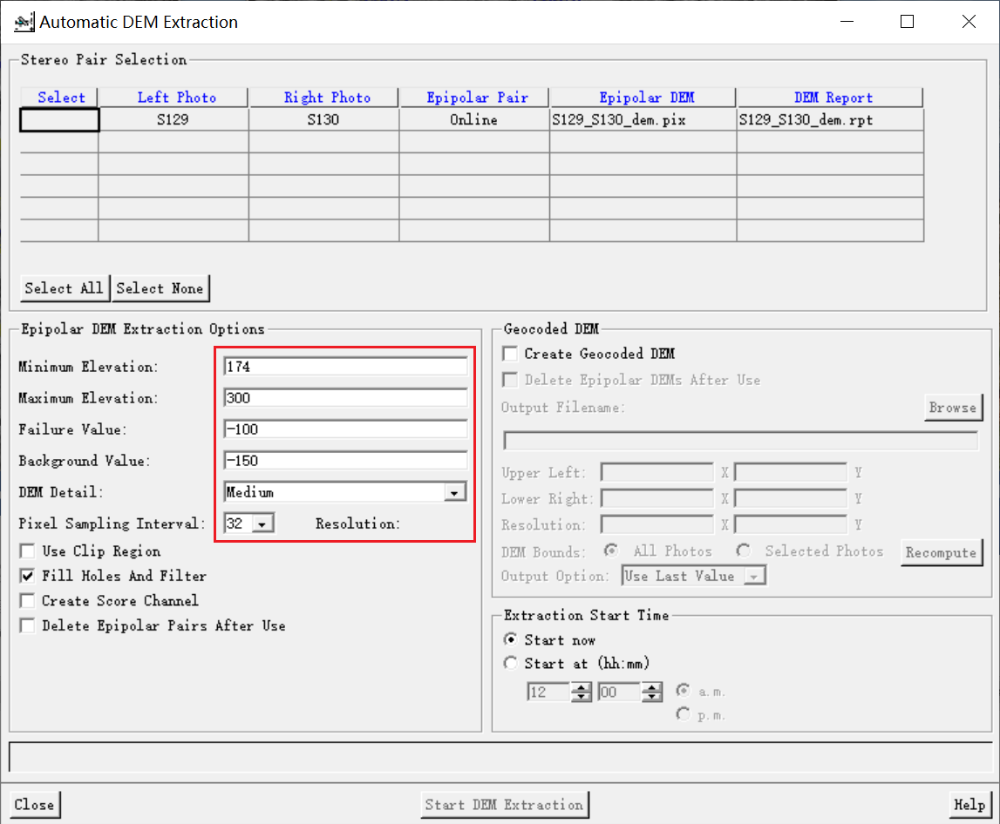 Automatic DEM Extraction
Stereo Pair Selection
Select Left Photo Right Photo Epipolar Pair Epipolar DEM DEM Report
S129 S130 Online S129_S130_dem.pix S129_S130_dem.rpt
Select All Select None
Epipolar DEM Extraction Options
Minimum Elevation: 174
Maximum Elevation: 300
Failure Value: -100
Background Value: -150
DEM Detail: Medium
Pixel Sampling Interval: 32 Resolution:
Use Clip Region
Fill Holes And Filter
Create Score Channel
Delete Epipolar Pairs After Use
Geocoded DEM
Create Geocoded DEM
Delete Epipolar DEMs After Use
Output Filename: Browse
Upper Left: X Y
Lower Right: X Y
Resolution: X Y
DEM Bounds: All Photos Selected Photos Recompute
Output Option: Use Last Value
Extraction Start Time
Start now
Start at (hh:mm)
12 00 a.m.
p.m.
Close Start DEM Extraction Help